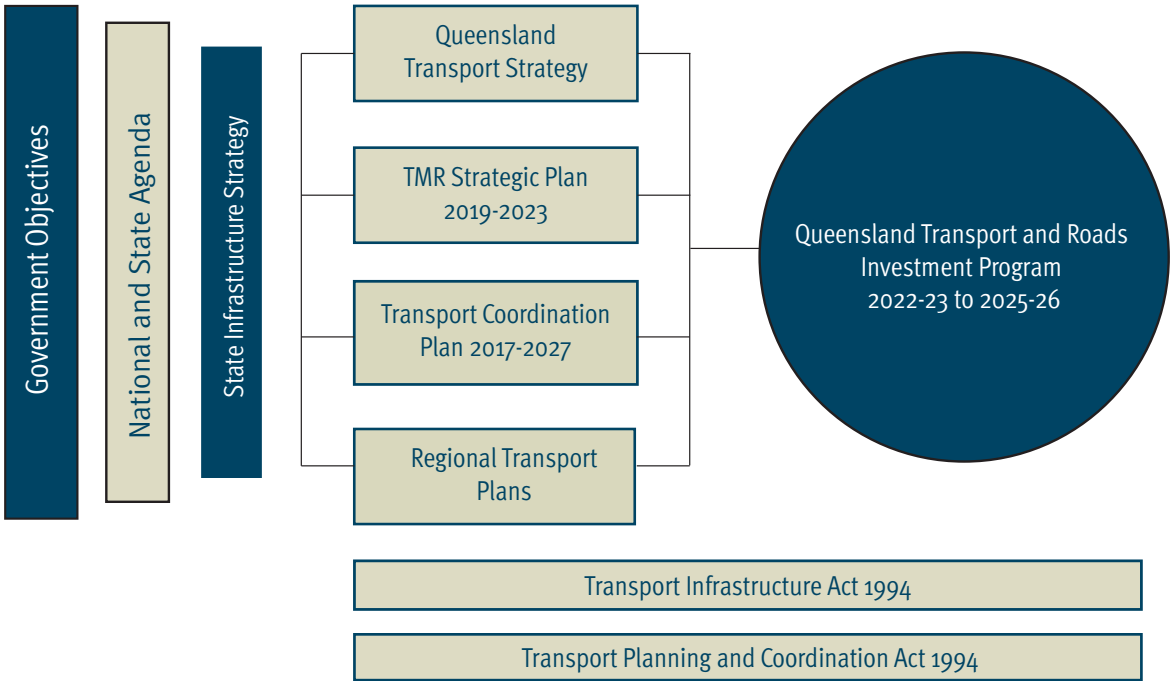 Government Objectives
National and State Agenda
State Infrastructure Strategy
Queensland
Transport Strategy
TMR Strategic Plan
2019-2023
Transport Coordination
Plan 2017-2027
Regional Transport
Plans
Queensland Transport and Roads
Investment Program
2022-23 to 2025-26
Transport Infrastructure Act 1994
Transport Planning and Coordination Act 1994